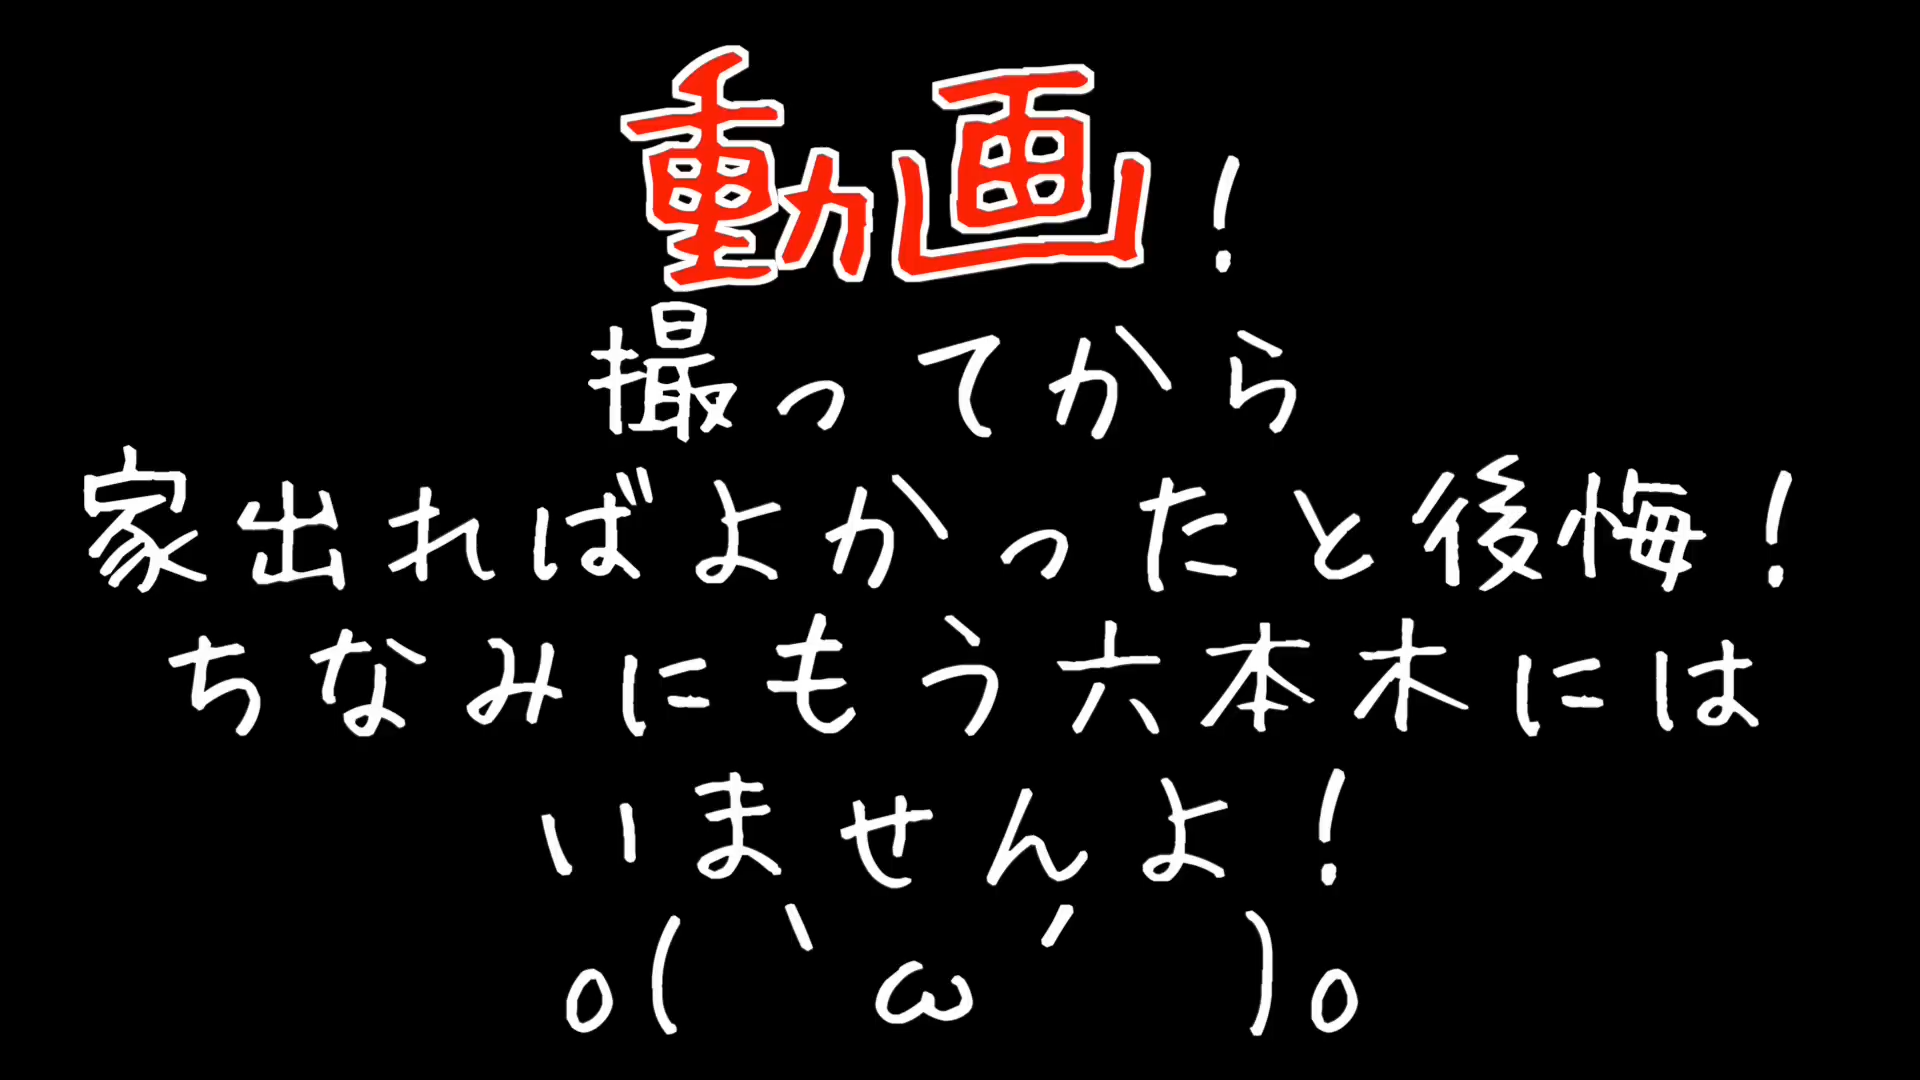 動画!
撮ってから
家出ればよかったと後悔!
ちなみにもう六本木には
いませんよ!
o(｀ω´)o